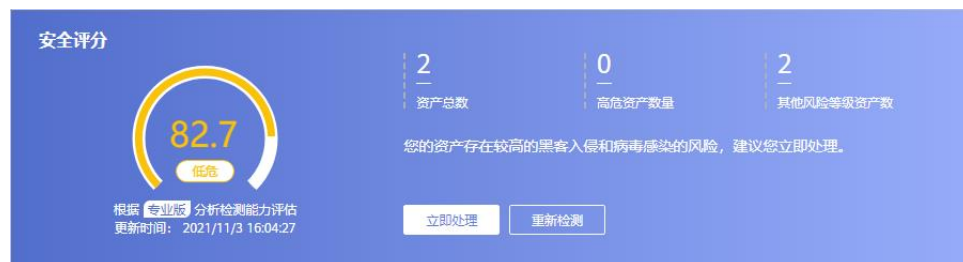 安全评分
82.7
低危
根据 专业版 分析检测能力评估
更新时间： 2021/11/3 16:04:27
2
资产总数
0
高危资产数量
2
其他风险等级资产数
您的资产存在较高的黑客入侵和病毒感染的风险，建议您立即处理。
立即处理
重新检测